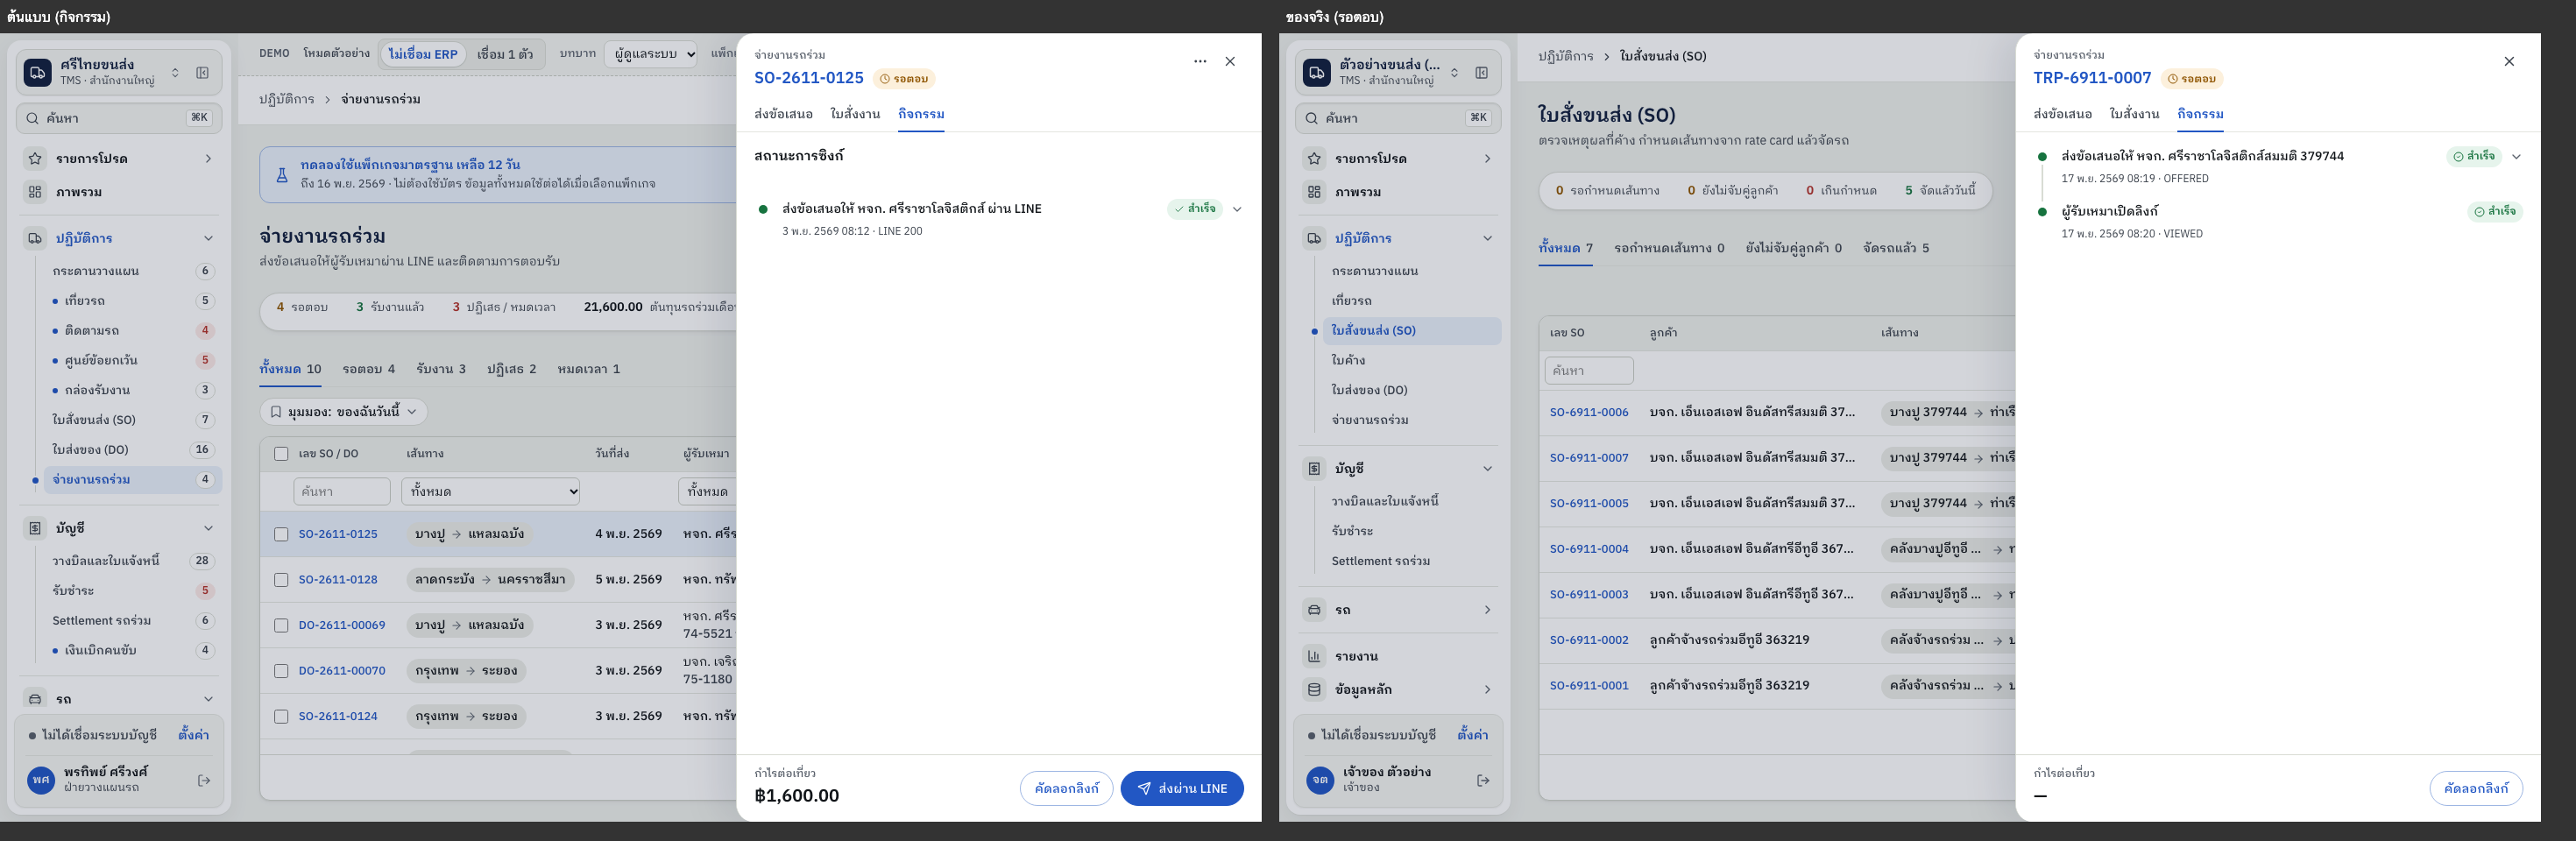 ต้นแบบ (กิจกรรม)
ศรีไทยขนส่ง
TMS · สำนักงานใหญ่
ค้นหา ⌘K
รายการโปรด
ภาพรวม
ปฏิบัติการ
กระดานวางแผน 6
เที่ยวรถ 5
ติดตามรถ 4
ศูนย์ข้อยกเว้น 5
กล่องรับงาน 3
ใบสั่งขนส่ง (SO) 7
ใบส่งของ (DO) 16
จ่ายงานรถร่วม 4
บัญชี
วางบิลและใบแจ้งหนี้ 28
รับชำระ 5
Settlement รถร่วม 6
เงินเบิกคนขับ 4
รถ
ไม่ได้เชื่อมระบบบัญชี ตั้งค่า
พศ พรทิพย์ ศรีวงศ์
ฝ่ายวางแผนรถ
DEMO โหมดตัวอย่าง ไม่เชื่อม ERP เชื่อม 1 ตัว บทบาท ผู้ดูแลระบบ
ปฏิบัติการ > จ่ายงานรถร่วม
ทดลองใช้แพ็กเกจมาตรฐาน เหลือ 12 วัน
ถึง 16 พ.ย. 2569 · ไม่ต้องใช้บัตร ข้อมูลทั้งหมดใช้ต่อได้เมื่อเลือกแพ็กเกจ
จ่ายงานรถร่วม
ส่งข้อเสนอให้ผู้รับเหมาผ่าน LINE และติดตามการตอบรับ
4 รอตอบ 3 รับงานแล้ว 3 ปฏิเสธ / หมดเวลา 21,600.00 ต้นทุนรถร่วมเดือ
ทั้งหมด 10 รอตอบ 4 รับงาน 3 ปฏิเสธ 2 หมดเวลา 1
มุมมอง: ของฉันวันนี้
เลข SO / DO เส้นทาง วันที่ส่ง ผู้รับเหมา
ค้นหา ทั้งหมด ทั้งหมด
SO-2611-0125 บางปู → แหลมฉบัง 4 พ.ย. 2569 หจก. ศรีร
SO-2611-0128 ลาดกระบัง → นครราชสีมา 5 พ.ย. 2569 หจก. ทรัพ
DO-2611-00069 บางปู → แหลมฉบัง 3 พ.ย. 2569 หจก. ศรีร
74-5521
DO-2611-00070 กรุงเทพ → ระยอง 3 พ.ย. 2569 บจก. เจริญ
75-1180
SO-2611-0124 กรุงเทพ → ระยอง 3 พ.ย. 2569 หจก. ทรัพ
จ่ายงานรถร่วม
SO-2611-0125 รอตอบ
ส่งข้อเสนอ ใบสั่งงาน กิจกรรม
สถานะการซิงก์
ส่งข้อเสนอให้ หจก. ศรีราชาโลจิสติกส์ ผ่าน LINE สำเร็จ
3 พ.ย. 2569 08:12 · LINE 200
กำไรต่อเที่ยว
฿1,600.00
คัดลอกลิงก์ ส่งผ่าน LINE
ของจริง (รอตอบ)
ตัวอย่างขนส่ง (...
TMS · สำนักงานใหญ่
ค้นหา ⌘K
รายการโปรด
ภาพรวม
ปฏิบัติการ
กระดานวางแผน
เที่ยวรถ
ใบสั่งขนส่ง (SO)
ใบค้าง
ใบส่งของ (DO)
จ่ายงานรถร่วม
บัญชี
วางบิลและใบแจ้งหนี้
รับชำระ
Settlement รถร่วม
รถ
รายงาน
ข้อมูลหลัก
ไม่ได้เชื่อมระบบบัญชี ตั้งค่า
จต เจ้าของ ตัวอย่าง
เจ้าของ
ปฏิบัติการ > ใบสั่งขนส่ง (SO)
ใบสั่งขนส่ง (SO)
ตรวจเหตุผลที่ค้าง กำหนดเส้นทางจาก rate card แล้วจัดรถ
0 รอกำหนดเส้นทาง 0 ยังไม่จับคู่ลูกค้า 0 เกินกำหนด 5 จัดแล้ววันนี้
ทั้งหมด 7 รอกำหนดเส้นทาง 0 ยังไม่จับคู่ลูกค้า 0 จัดรถแล้ว 5
เลข SO ลูกค้า เส้นทาง
ค้นหา
SO-6911-0006 บจก. เอ็นเอสเอฟ อินดัสทรีสมมติ 37... บางปู 379744 → ท่าเรื
SO-6911-0007 บจก. เอ็นเอสเอฟ อินดัสทรีสมมติ 37... บางปู 379744 → ท่าเรื
SO-6911-0005 บจก. เอ็นเอสเอฟ อินดัสทรีสมมติ 37... บางปู 379744 → ท่าเรื
SO-6911-0004 บจก. เอ็นเอสเอฟ อินดัสทรีอีทูอี 367... คลังบางปูอีทูอี ... → ท
SO-6911-0003 บจก. เอ็นเอสเอฟ อินดัสทรีอีทูอี 367... คลังบางปูอีทูอี ... → ท
SO-6911-0002 ลูกค้าจ้างรถร่วมอีทูอี 363219 คลังจ้างรถร่วม ... → ป
SO-6911-0001 ลูกค้าจ้างรถร่วมอีทูอี 363219 คลังจ้างรถร่วม ... → ป
จ่ายงานรถร่วม
TRP-6911-0007 รอตอบ
ส่งข้อเสนอ ใบสั่งงาน กิจกรรม
ส่งข้อเสนอให้ หจก. ศรีราชาโลจิสติกส์สมมติ 379744 สำเร็จ
17 พ.ย. 2569 08:19 · OFFERED
ผู้รับเหมาเปิดลิงก์ สำเร็จ
17 พ.ย. 2569 08:20 · VIEWED
กำไรต่อเที่ยว
—
คัดลอกลิงก์